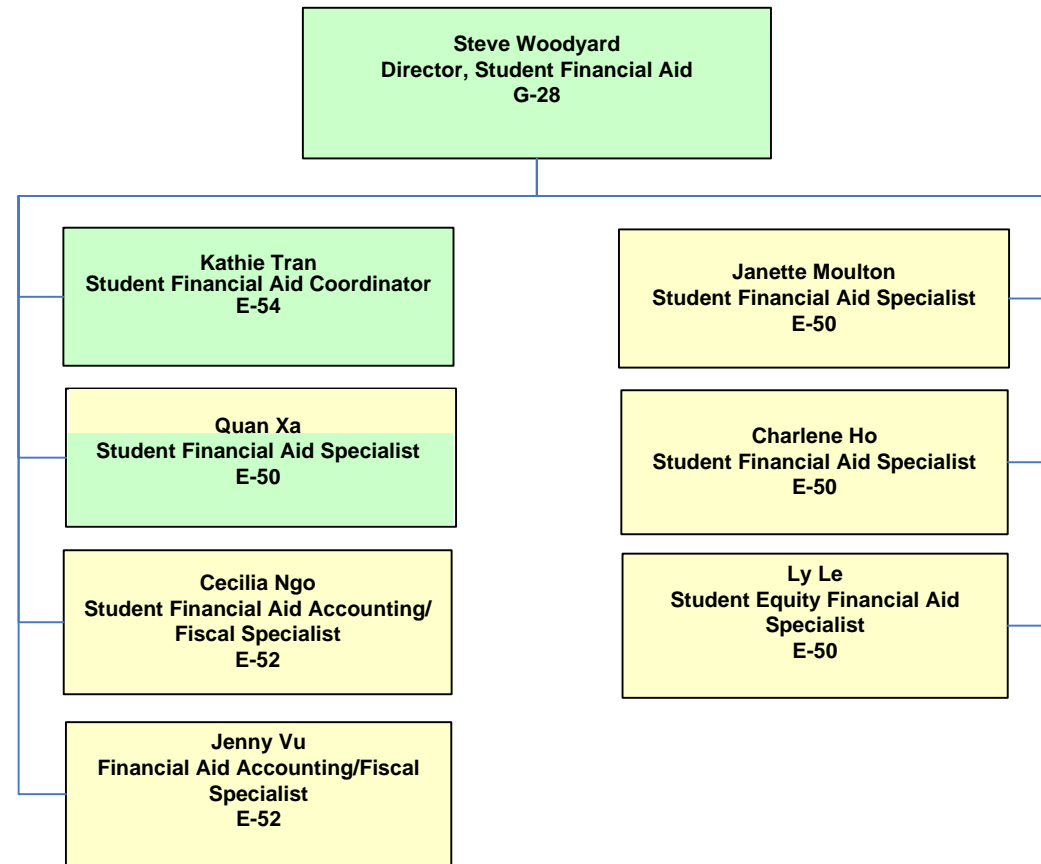 Steve Woodyard
Director, Student Financial Aid
G-28
Kathie Tran
Student Financial Aid Coordinator
E-54
Quan Xa
Student Financial Aid Specialist
E-50
Cecilia Ngo
Student Financial Aid Accounting/
Fiscal Specialist
E-52
Jenny Vu
Financial Aid Accounting/Fiscal
Specialist
E-52
Janette Moulton
Student Financial Aid Specialist
E-50
Charlene Ho
Student Financial Aid Specialist
E-50
Ly Le
Student Equity Financial Aid
Specialist
E-50